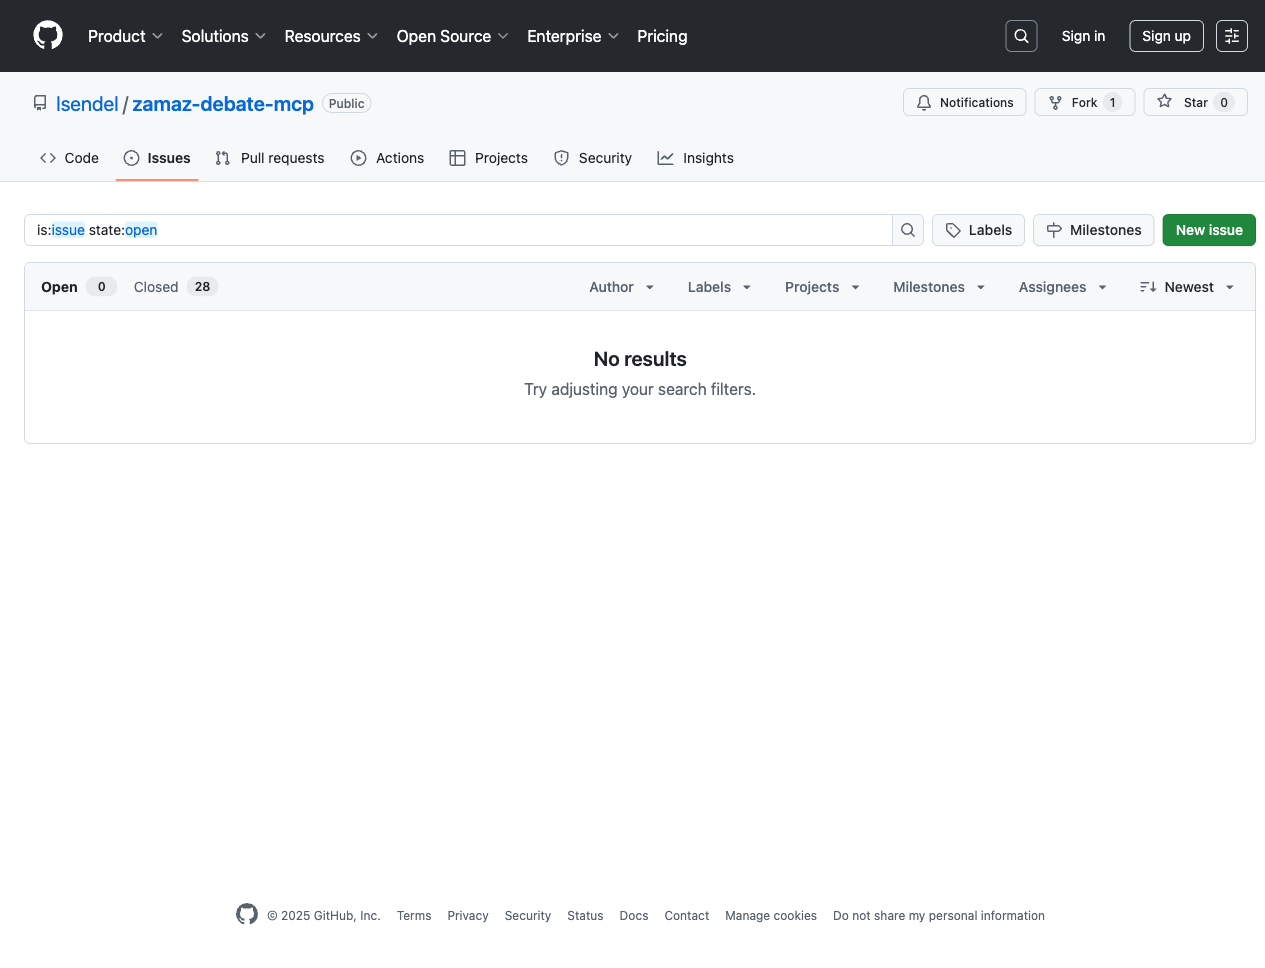 Product Solutions Resources Open Source Enterprise Pricing Sign in Sign up
lsendel / zamaz-debate-mcp Public Notifications Fork 1 Star 0
Code Issues Pull requests Actions Projects Security Insights
is:issue state:open Labels Milestones New issue
Open 0 Closed 28 Author Labels Projects Milestones Assignees Newest
No results
Try adjusting your search filters.
© 2025 GitHub, Inc. Terms Privacy Security Status Docs Contact Manage cookies Do not share my personal information